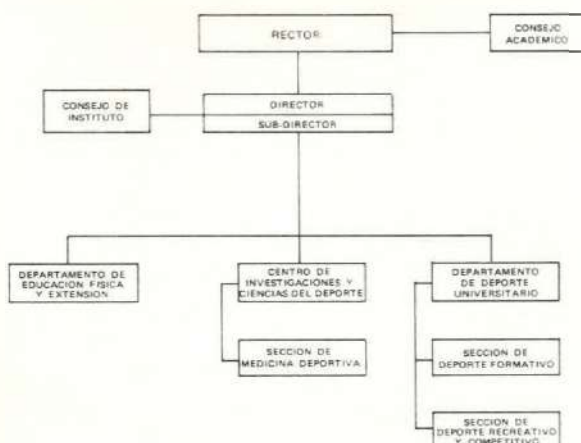 RECTOR
CONSEJO
ACADEMICO
CONSEJO DE
INSTITUTO
DIRECTOR
SUB-DIRECTOR
DEPARTAMENTO DE
EDUCACION FISICA
Y EXTENSION
CENTRO DE
INVESTIGACIONES Y
CIENCIAS DEL DEPORTE
DEPARTAMENTO
DE DEPORTE
UNIVERSITARIO
SECCION DE
MEDICINA DEPORTIVA
SECCION DE
DEPORTE FORMATIVO
SECCION DE
DEPORTE RECREATIVO
Y COMPETITIVO